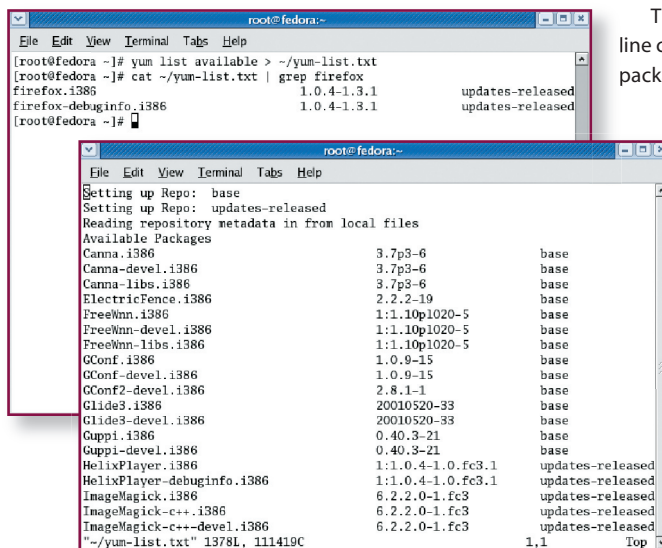 root@fedora:~
File Edit View Terminal Tabs Help
[root@fedora ~]# yum list available > ~/yum-list.txt
[root@fedora ~]# cat ~/yum-list.txt | grep firefox
firefox.i386 1.0.4-1.3.1 updates-released
firefox-debuginfo.i386 1.0.4-1.3.1 updates-released
[root@fedora ~]#
T
line c
pack
root@fedora:~
File Edit View Terminal Tabs Help
Setting up Repo: base
Setting up Repo: updates-released
Reading repository metadata in from local files
Available Packages
Canna.i386 3.7p3-6 base
Canna-devel.i386 3.7p3-6 base
Canna-libs.i386 3.7p3-6 base
ElectricFence.i386 2.2.2-19 base
FreeWnn.i386 1:1.10pl020-5 base
FreeWnn-devel.i386 1:1.10pl020-5 base
FreeWnn-libs.i386 1:1.10pl020-5 base
GConf.i386 1.0.9-15 base
GConf-devel.i386 1.0.9-15 base
GConf2-devel.i386 2.8.1-1 base
Glide3.i386 20010520-33 base
Glide3-devel.i386 20010520-33 base
Guppi.i386 0.40.3-21 base
Guppi-devel.i386 0.40.3-21 base
HelixPlayer.i386 1:1.0.4-1.0.fc3.1 updates-released
HelixPlayer-debuginfo.i386 1:1.0.4-1.0.fc3.1 updates-released
ImageMagick.i386 6.2.2.0-1.fc3 updates-released
ImageMagick-c++.i386 6.2.2.0-1.fc3 updates-released
ImageMagick-c++-devel.i386 6.2.2.0-1.fc3 updates-released
"~/yum-list.txt" 1378L, 111419C 1,1 Top